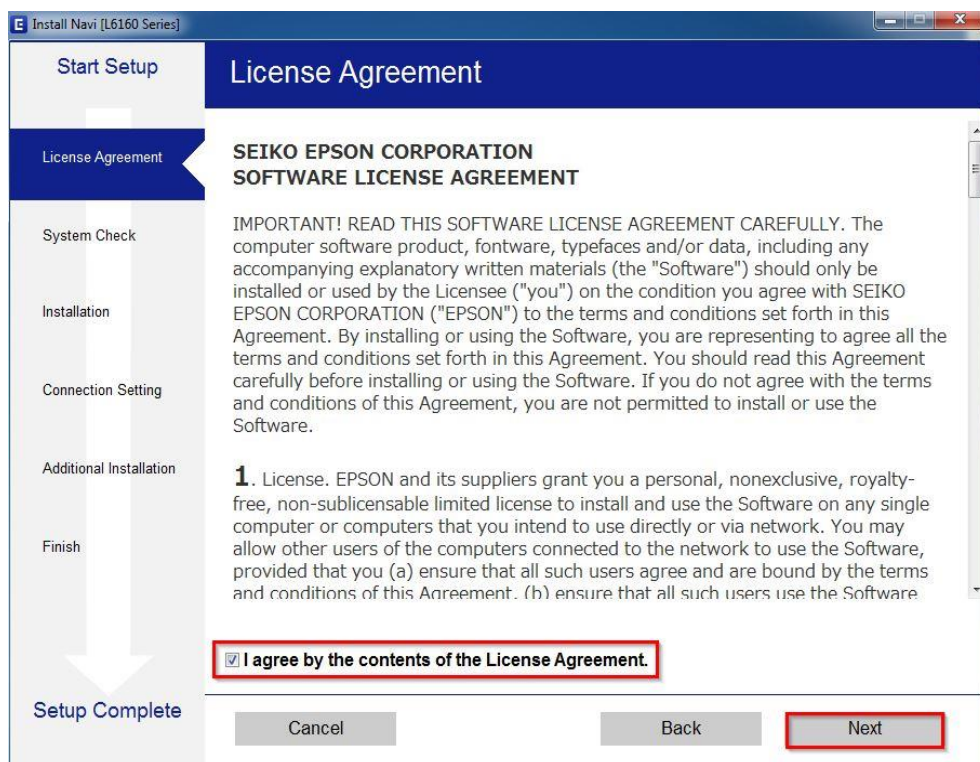 E Install Navi [L6160 Series]
Start Setup
License Agreement
License Agreement
System Check
Installation
Connection Setting
Additional Installation
Finish
Setup Complete
SEIKO EPSON CORPORATION
SOFTWARE LICENSE AGREEMENT
IMPORTANT! READ THIS SOFTWARE LICENSE AGREEMENT CAREFULLY. The
computer software product, fontware, typefaces and/or data, including any
accompanying explanatory written materials (the "Software") should only be
installed or used by the Licensee ("you") on the condition you agree with SEIKO
EPSON CORPORATION ("EPSON") to the terms and conditions set forth in this
Agreement. By installing or using the Software, you are representing to agree all the
terms and conditions set forth in this Agreement. You should read this Agreement
carefully before installing or using the Software. If you do not agree with the terms
and conditions of this Agreement, you are not permitted to install or use the
Software.
1. License. EPSON and its suppliers grant you a personal, nonexclusive, royalty-
free, non-sublicensable limited license to install and use the Software on any single
computer or computers that you intend to use directly or via network. You may
allow other users of the computers connected to the network to use the Software,
provided that you (a) ensure that all such users agree and are bound by the terms
and conditions of this Agreement, (b) ensure that all such users use the Software
I agree by the contents of the License Agreement.
Cancel
Back
Next